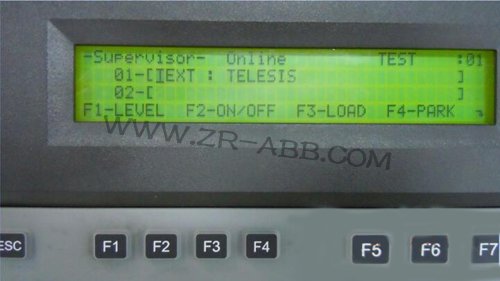 -Supervisor- Online TEST :01
01-[TEXT : TELESIS ]
02-[ ]
F1-LEVEL F2-ON/OFF F3-LOAD F4-PARK
WWW.ZR-ABB.COM
ESC F1 F2 F3 F4 F5 F6 F7